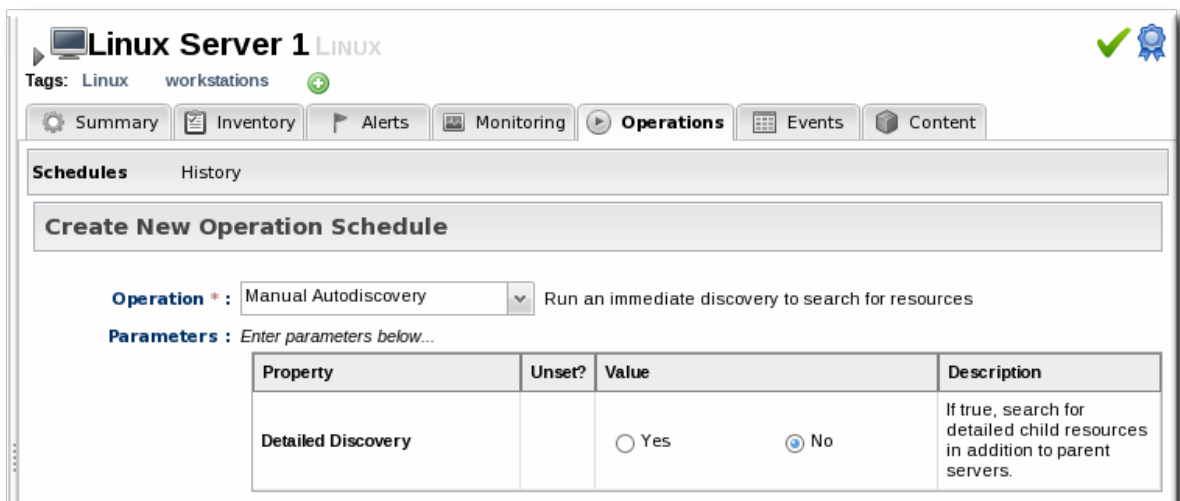 Linux Server 1 LINUX
Tags: Linux workstations
Summary Inventory Alerts Monitoring Operations Events Content
Schedules History
Create New Operation Schedule
Operation * : Manual Autodiscovery Run an immediate discovery to search for resources
Parameters : Enter parameters below...
Property Unset? Value Description
Detailed Discovery Yes No If true, search for
detailed child resources
in addition to parent
servers.